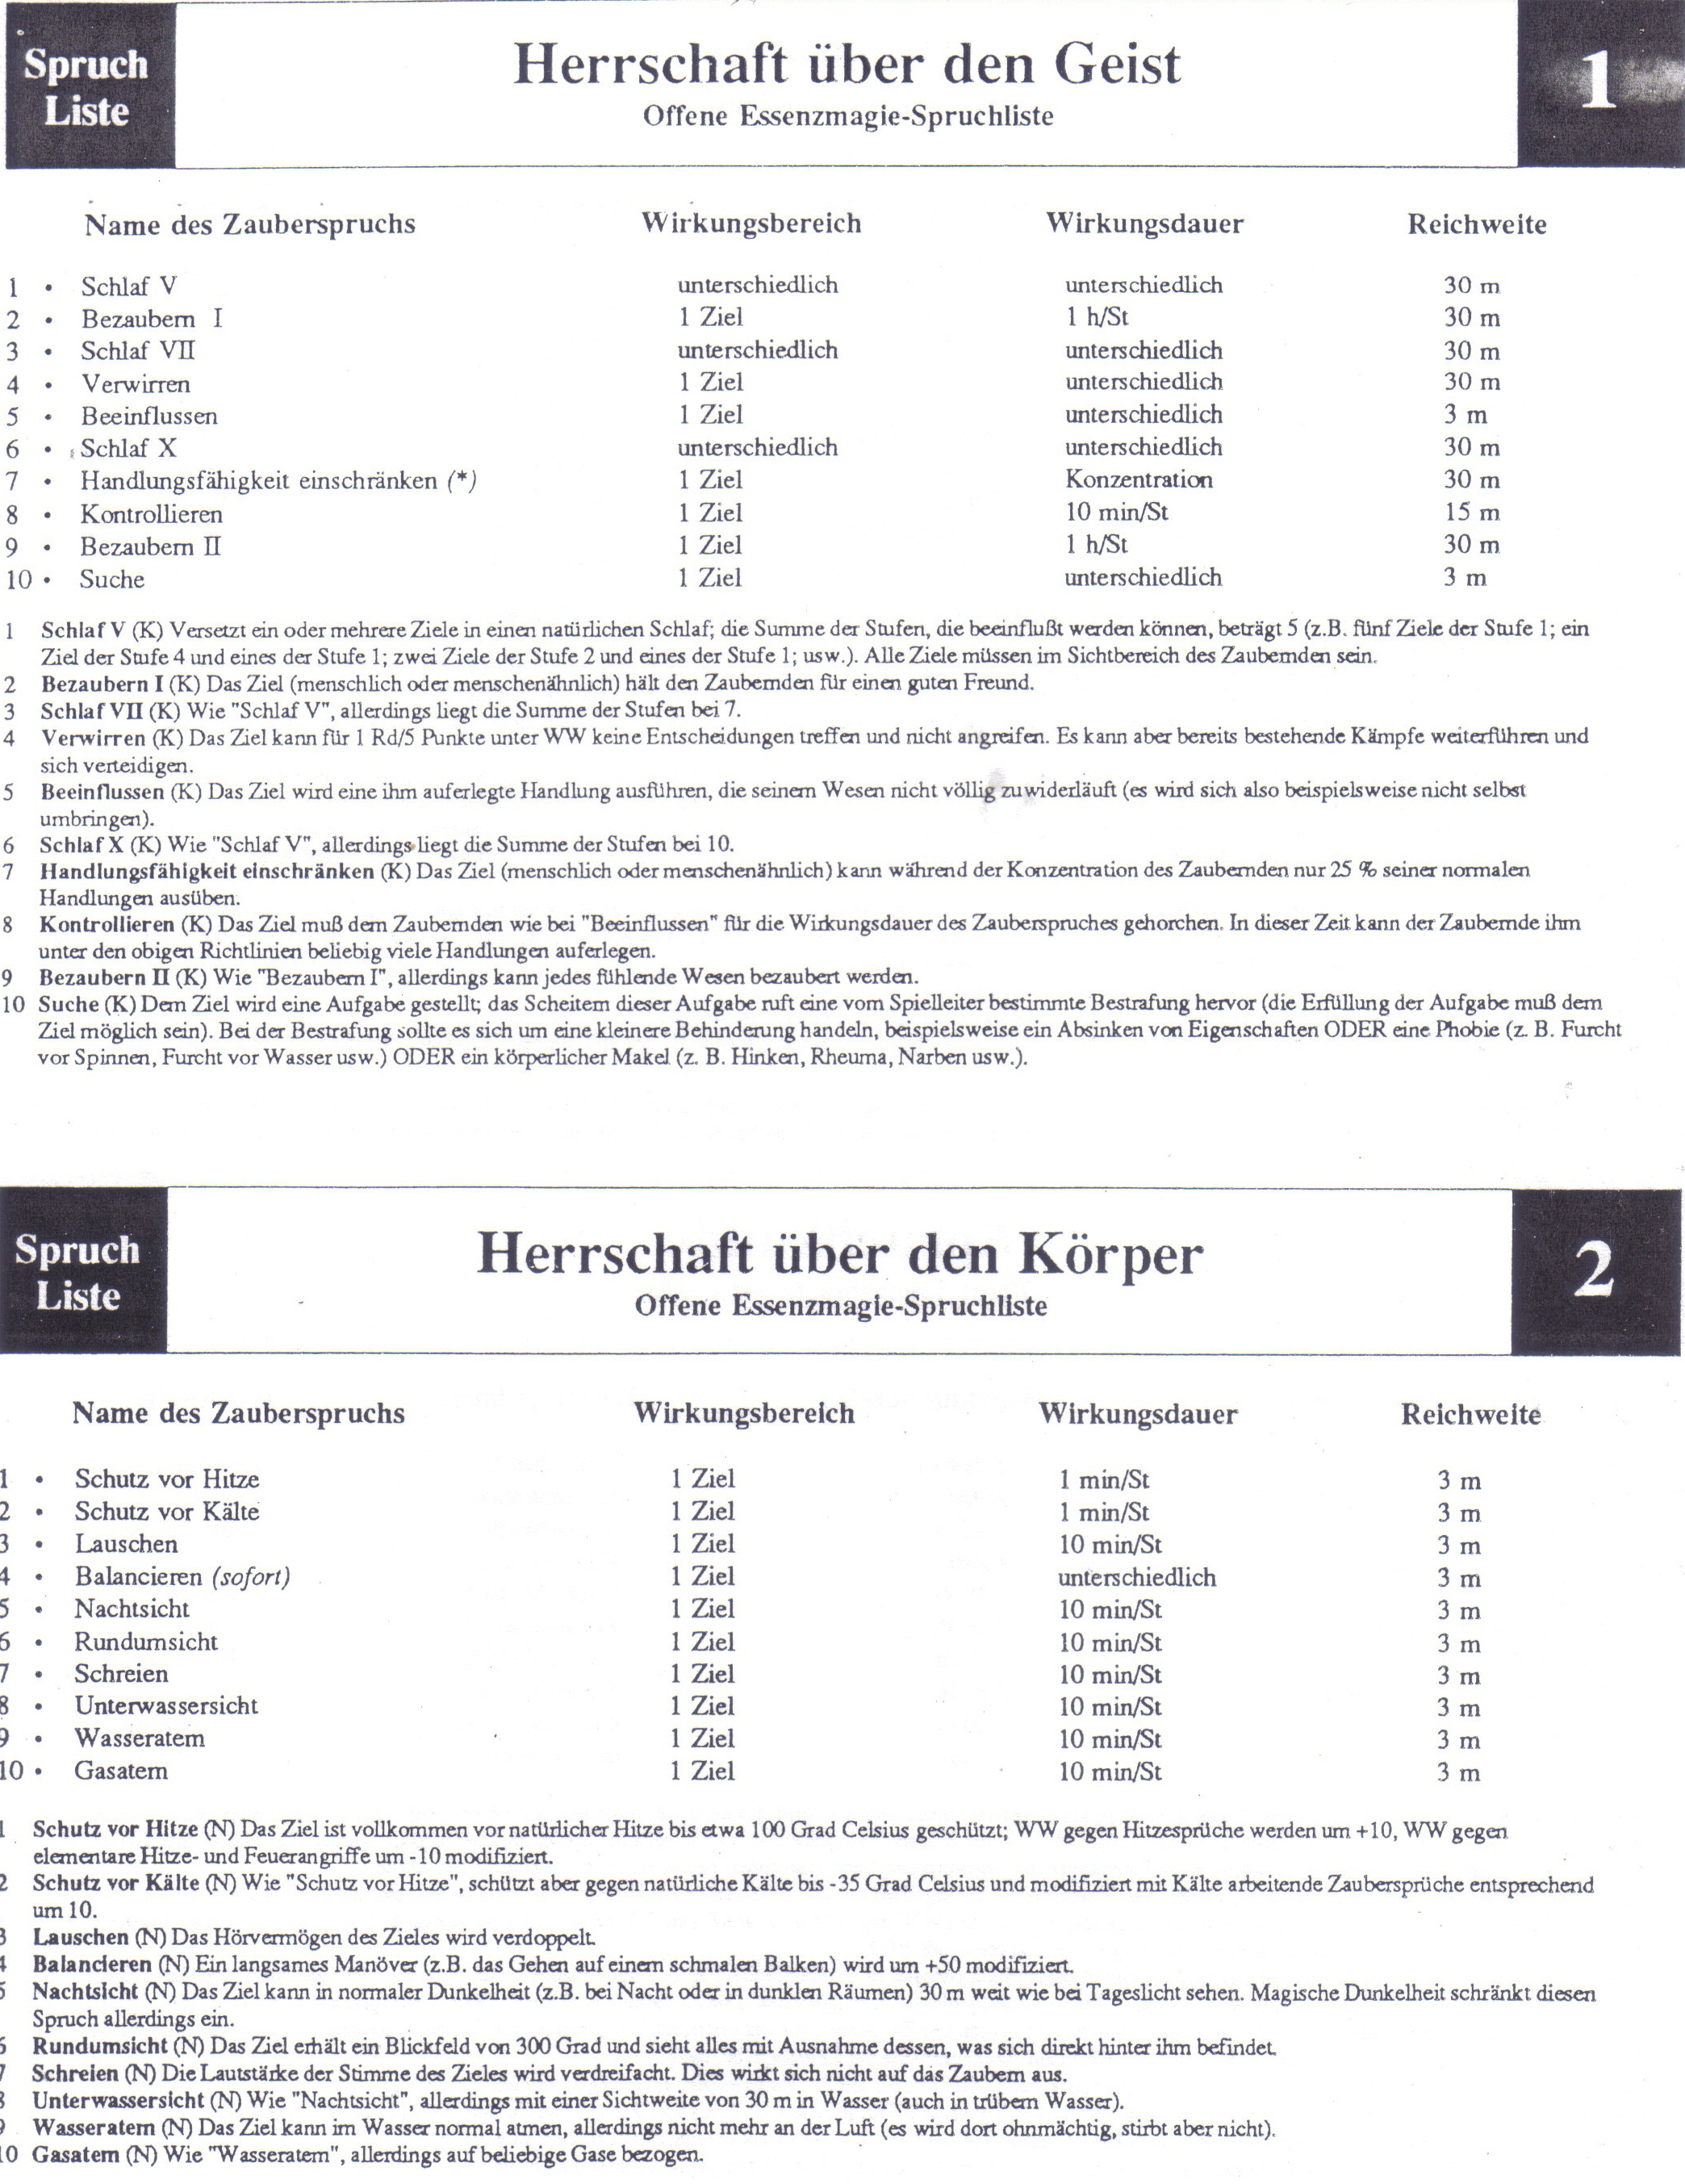 Spruch
Liste
Herrschaft über den Geist
Offene Essenzmagie-Spruchliste
1
Name des Zauberspruchs Wirkungsbereich Wirkungsdauer Reichweite
1 • Schlaf V unterschiedlich unterschiedlich 30 m
2 • Bezaubern I 1 Ziel 1 h/St 30 m
3 • Schlaf VII unterschiedlich unterschiedlich 30 m
4 • Verwirren 1 Ziel unterschiedlich 30 m
5 • Beeinflussen 1 Ziel unterschiedlich 3 m
6 • Schlaf X unterschiedlich unterschiedlich 30 m
7 • Handlungsfähigkeit einschränken (*) 1 Ziel Konzentration 30 m
8 • Kontrollieren 1 Ziel 10 min/St 15 m
9 • Bezaubern II 1 Ziel 1 h/St 30 m
10 • Suche 1 Ziel unterschiedlich 3 m
1 Schlaf V (K) Versetzt ein oder mehrere Ziele in einen natürlichen Schlaf; die Summe der Stufen, die beeinflußt werden können, beträgt 5 (z.B. fünf Ziele der Stufe 1; ein
Ziel der Stufe 4 und eines der Stufe 1; zwei Ziele der Stufe 2 und eines der Stufe 1; usw.). Alle Ziele müssen im Sichtbereich des Zaubernden sein.
2 Bezaubern I (K) Das Ziel (menschlich oder menschenähnlich) hält den Zaubernden für einen guten Freund.
3 Schlaf VII (K) Wie "Schlaf V", allerdings liegt die Summe der Stufen bei 7.
4 Verwirren (K) Das Ziel kann für 1 Rd/5 Punkte unter WW keine Entscheidungen treffen und nicht angreifen. Es kann aber bereits bestehende Kämpfe weiterführen und
sich verteidigen.
5 Beeinflussen (K) Das Ziel wird eine ihm auferlegte Handlung ausführen, die seinem Wesen nicht völlig zuwiderläuft (es wird sich also beispielsweise nicht selbst
umbringen).
6 Schlaf X (K) Wie "Schlaf V", allerdings liegt die Summe der Stufen bei 10.
7 Handlungsfähigkeit einschränken (K) Das Ziel (menschlich oder menschenähnlich) kann während der Konzentration des Zaubernden nur 25 % seiner normalen
Handlungen ausüben.
8 Kontrollieren (K) Das Ziel muß dem Zaubernden wie bei "Beeinflussen" für die Wirkungsdauer des Zauberspruches gehorchen. In dieser Zeit kann der Zaubernde ihm
unter den obigen Richtlinien beliebig viele Handlungen auferlegen.
9 Bezaubern II (K) Wie "Bezaubern I", allerdings kann jedes fühlende Wesen bezaubert werden.
10 Suche (K) Dem Ziel wird eine Aufgabe gestellt; das Scheitern dieser Aufgabe ruft eine vom Spielleiter bestimmte Bestrafung hervor (die Erfüllung der Aufgabe muß dem
Ziel möglich sein). Bei der Bestrafung sollte es sich um eine kleinere Behinderung handeln, beispielsweise ein Absinken von Eigenschaften ODER eine Phobie (z. B. Furcht
vor Spinnen, Furcht vor Wasser usw.) ODER ein körperlicher Makel (z. B. Hinken, Rheuma, Narben usw.).
Spruch
Liste
Herrschaft über den Körper
Offene Essenzmagie-Spruchliste
2
Name des Zauberspruchs Wirkungsbereich Wirkungsdauer Reichweite
1 • Schutz vor Hitze 1 Ziel 1 min/St 3 m
2 • Schutz vor Kälte 1 Ziel 1 min/St 3 m
3 • Lauschen 1 Ziel 10 min/St 3 m
4 • Balancieren (sofort) 1 Ziel unterschiedlich 3 m
5 • Nachtsicht 1 Ziel 10 min/St 3 m
6 • Rundumsicht 1 Ziel 10 min/St 3 m
7 • Schreien 1 Ziel 10 min/St 3 m
8 • Unterwassersicht 1 Ziel 10 min/St 3 m
9 • Wasseratem 1 Ziel 10 min/St 3 m
10 • Gasatem 1 Ziel 10 min/St 3 m
1 Schutz vor Hitze (N) Das Ziel ist vollkommen vor natürlicher Hitze bis etwa 100 Grad Celsius geschützt; WW gegen Hitzesprüche werden um +10, WW gegen
elementare Hitze- und Feuerangriffe um -10 modifiziert.
2 Schutz vor Kälte (N) Wie "Schutz vor Hitze", schützt aber gegen natürliche Kälte bis -35 Grad Celsius und modifiziert mit Kälte arbeitende Zaubersprüche entsprechend
um 10.
3 Lauschen (N) Das Hörvermögen des Zieles wird verdoppelt.
4 Balancieren (N) Ein langsames Manöver (z.B. das Gehen auf einem schmalen Balken) wird um +50 modifiziert.
5 Nachtsicht (N) Das Ziel kann in normaler Dunkelheit (z.B. bei Nacht oder in dunklen Räumen) 30 m weit wie bei Tageslicht sehen. Magische Dunkelheit schränkt diesen
Spruch allerdings ein.
6 Rundumsicht (N) Das Ziel erhält ein Blickfeld von 300 Grad und sieht alles mit Ausnahme dessen, was sich direkt hinter ihm befindet.
7 Schreien (N) Die Lautstärke der Stimme des Zieles wird verdreifacht. Dies wirkt sich nicht auf das Zaubern aus.
8 Unterwassersicht (N) Wie "Nachtsicht", allerdings mit einer Sichtweite von 30 m in Wasser (auch in trübem Wasser).
9 Wasseratem (N) Das Ziel kann im Wasser normal atmen, allerdings nicht mehr an der Luft (es wird dort ohnmächtig, stirbt aber nicht).
10 Gasatem (N) Wie "Wasseratem", allerdings auf beliebige Gase bezogen.